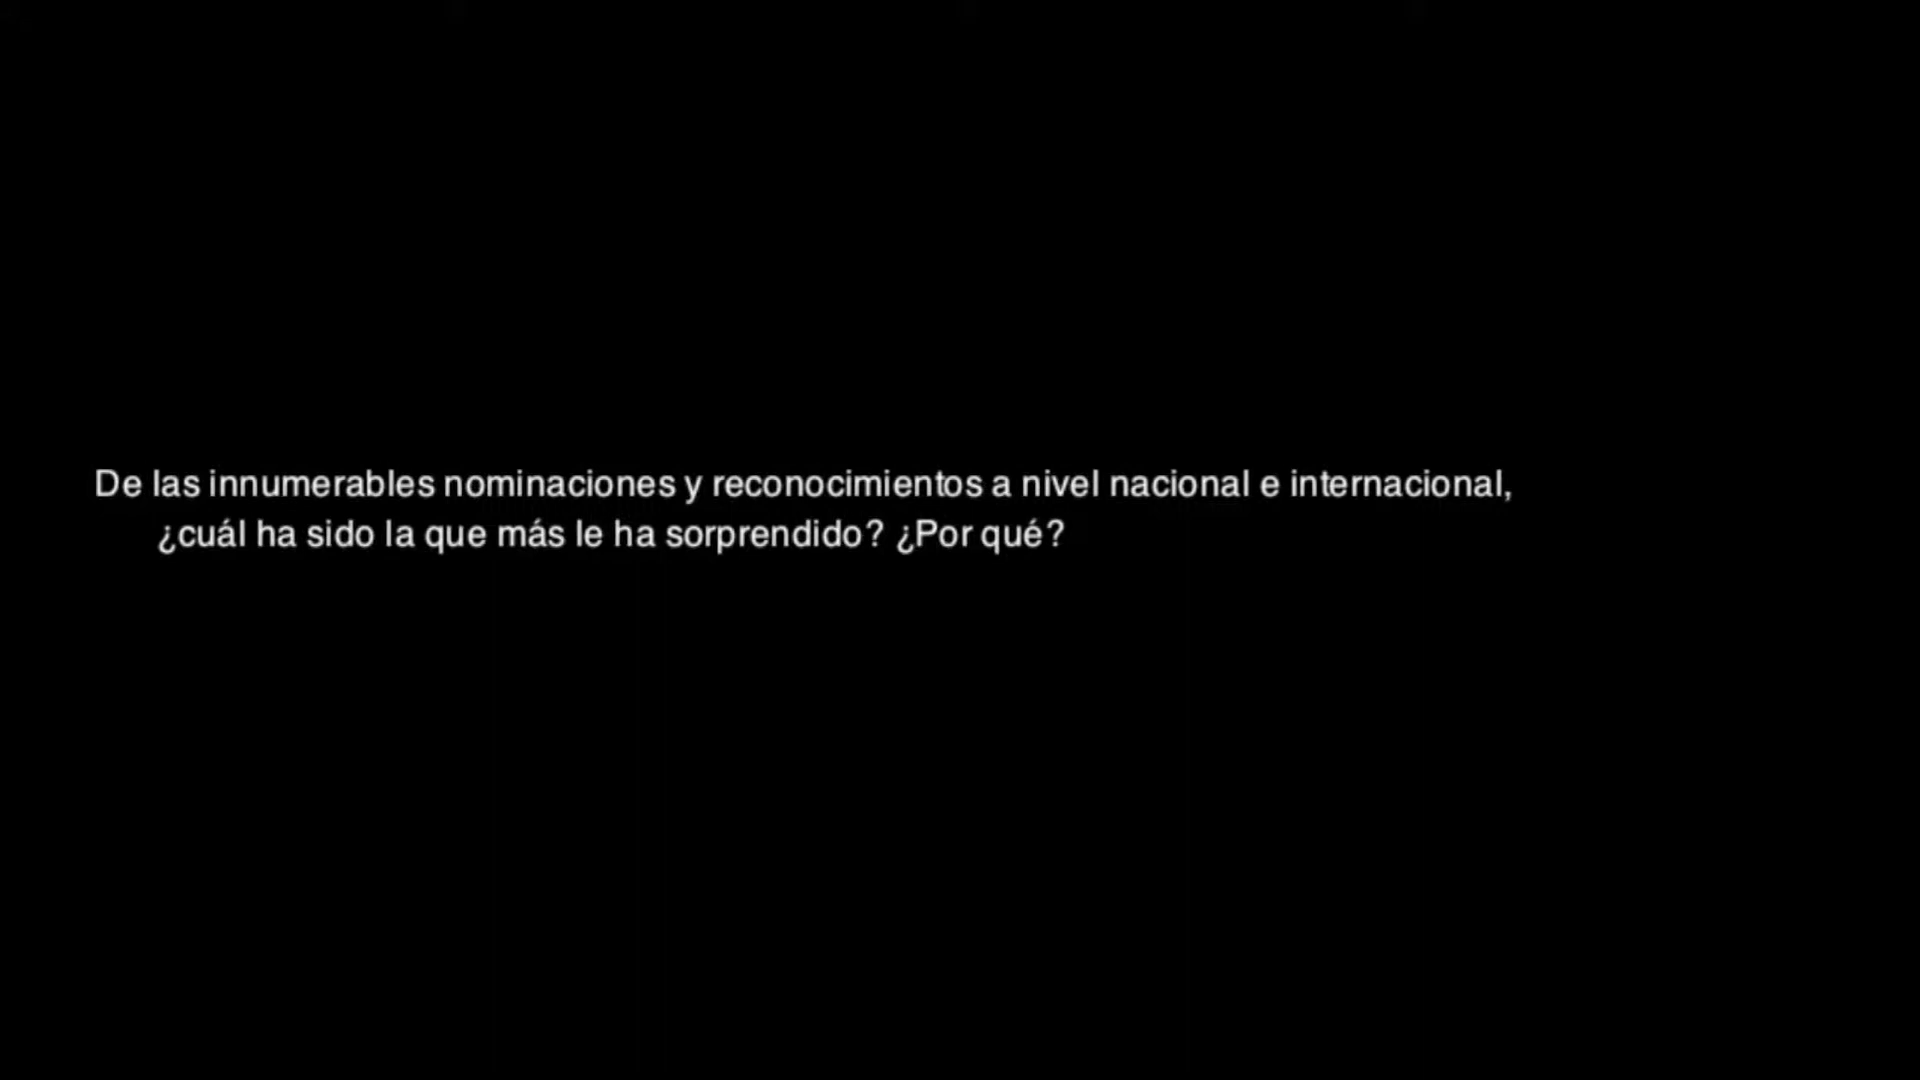 De las innumerables nominaciones y reconocimientos a nivel nacional e internacional,
¿cuál ha sido la que más le ha sorprendido? ¿Por qué?